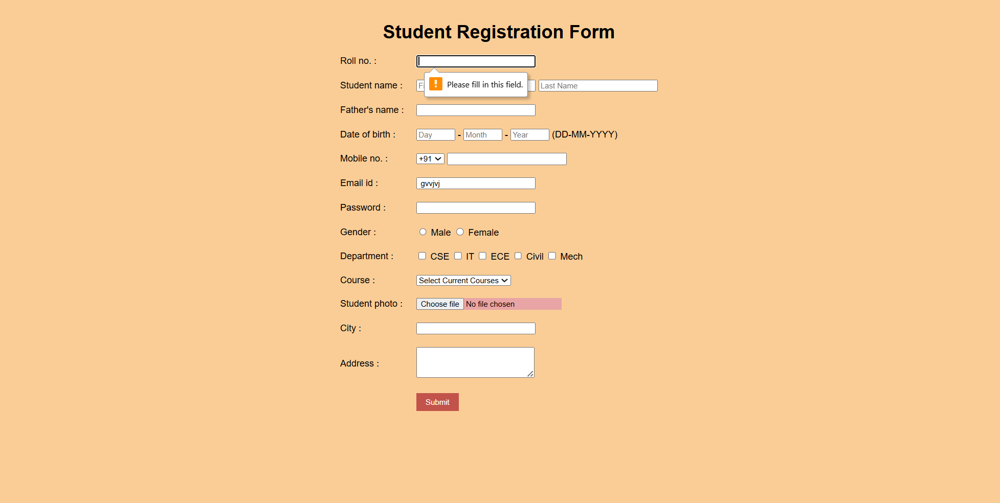 Student Registration Form
Roll no. :
Please fill in this field.
Student name : Last Name
Father's name :
Date of birth : Day - Month - Year (DD-MM-YYYY)
Mobile no. : +91
Email id : gvvjvj
Password :
Gender : Male Female
Department : CSE IT ECE Civil Mech
Course : Select Current Courses
Student photo : Choose file No file chosen
City :
Address :
Submit